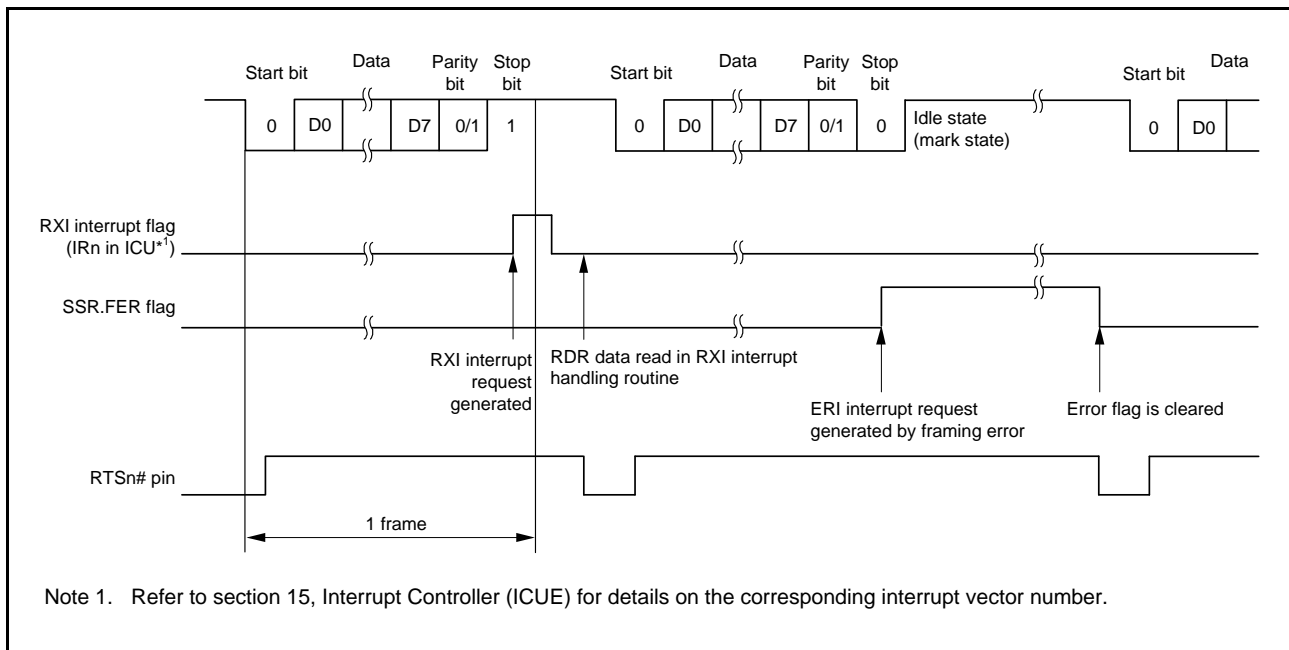 Start bit
Data
Parity
bit
Stop
bit
Start bit
Data
Parity
bit
Stop
bit
Start bit
Data
0
D0
D7
0/1
1
0
D0
D7
0/1
0
Idle state
(mark state)
0
D0
RXI interrupt flag
(IRn in ICU*1)
SSR.FER flag
RXI interrupt
request
generated
RDR data read in RXI interrupt
handling routine
ERI interrupt request
generated by framing error
Error flag is cleared
RTSn# pin
1 frame
Note 1. Refer to section 15, Interrupt Controller (ICUE) for details on the corresponding interrupt vector number.